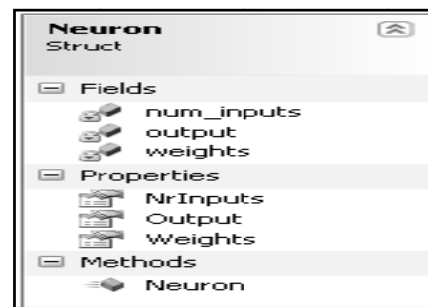 Neuron
Struct
Fields
num_inputs
output
weights
Properties
NrInputs
Output
Weights
Methods
Neuron